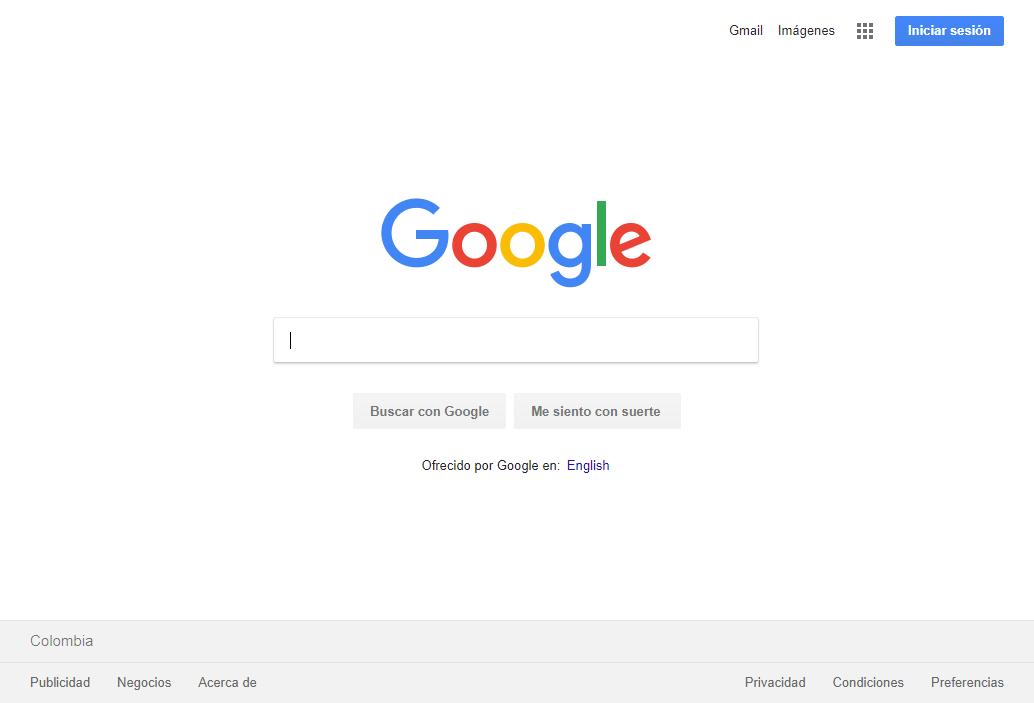 Gmail Imágenes Iniciar sesión
Google
Buscar con Google Me siento con suerte
Ofrecido por Google en: English
Colombia
Publicidad Negocios Acerca de Privacidad Condiciones Preferencias